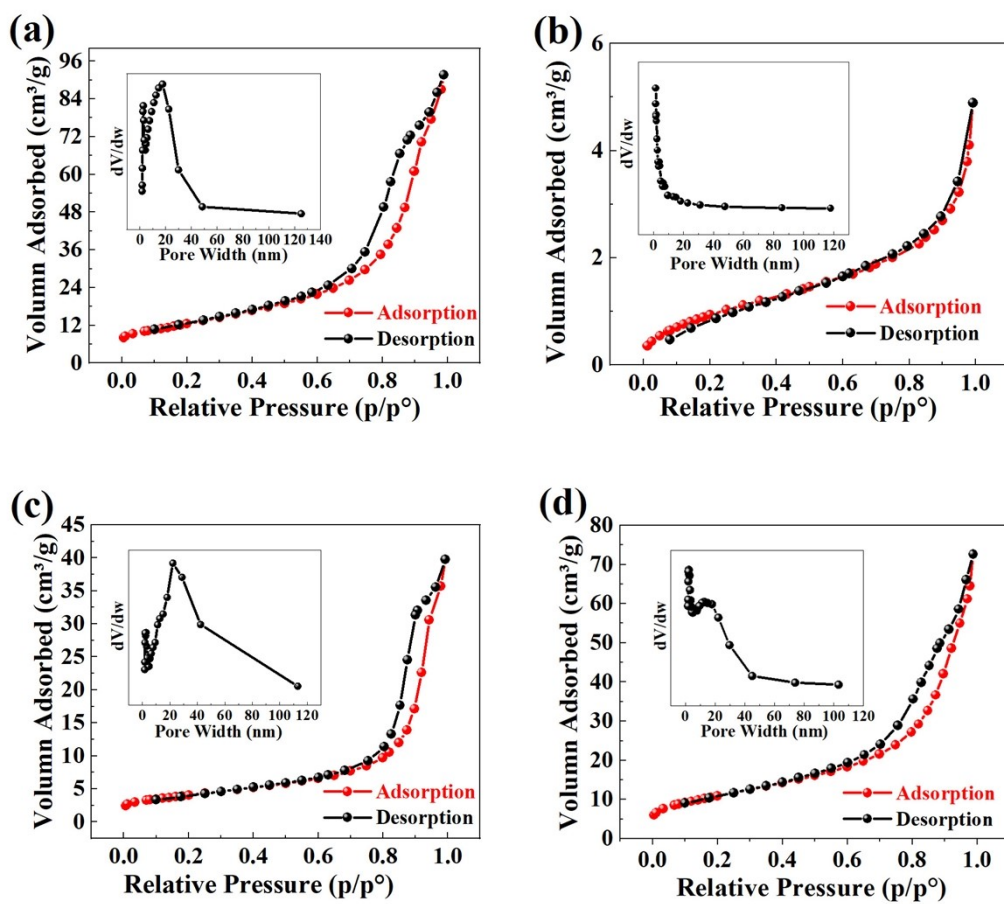 (a)
Volumn Adsorbed (cm³/g)
96
84
72
60
48
36
24
12
0
0.0 0.2 0.4 0.6 0.8 1.0
Relative Pressure (p/p°)
Adsorption
Desorption
dV/dw
0 20 40 60 80 100 120 140
Pore Width (nm)
(b)
Volumn Adsorbed (cm³/g)
6
4
2
0
0.0 0.2 0.4 0.6 0.8 1.0
Relative Pressure (p/p°)
Adsorption
Desorption
dV/dw
0 20 40 60 80 100 120
Pore Width (nm)
(c)
Volumn Adsorbed (cm³/g)
45
40
35
30
25
20
15
10
5
0
0.0 0.2 0.4 0.6 0.8 1.0
Relative Pressure (p/p°)
Adsorption
Desorption
dV/dw
0 20 40 60 80 100 120
Pore Width (nm)
(d)
Volumn Adsorbed (cm³/g)
80
70
60
50
40
30
20
10
0
0.0 0.2 0.4 0.6 0.8 1.0
Relative Pressure (p/p°)
Adsorption
Desorption
dV/dw
0 20 40 60 80 100 120
Pore Width (nm)